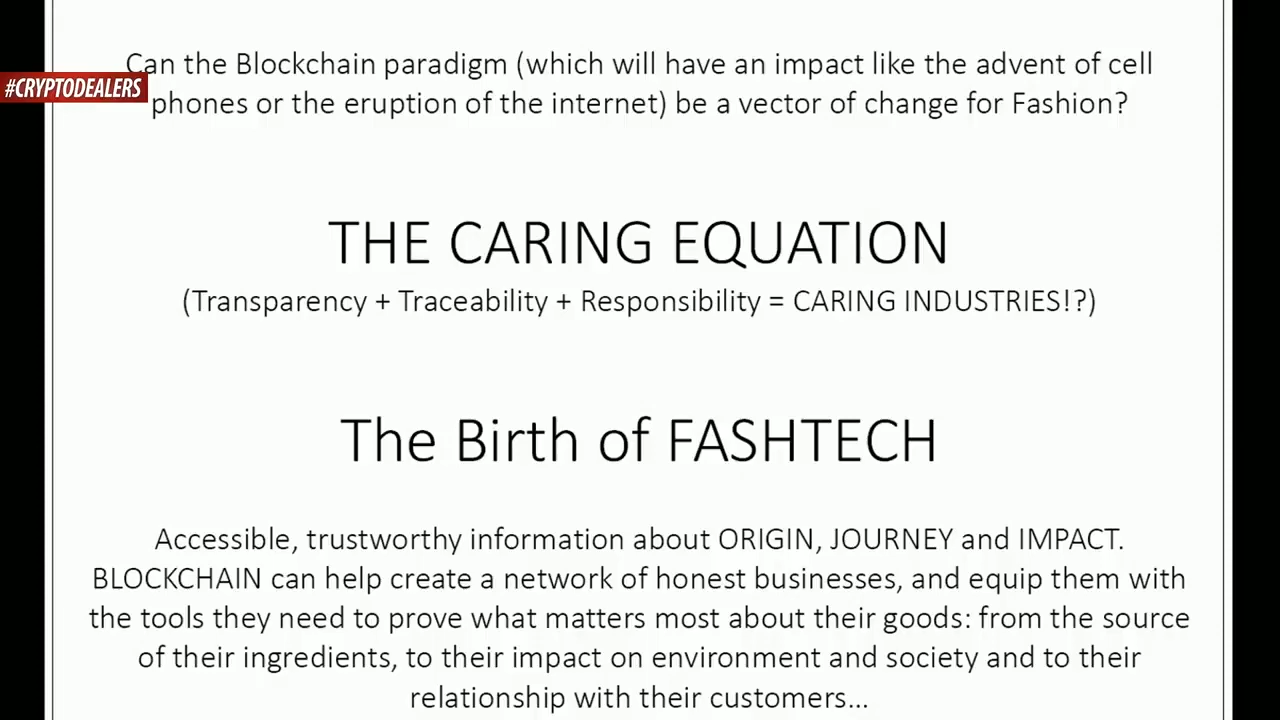 Can the Blockchain paradigm (which will have an impact like the advent of cell
#CRYPTODEALERS
phones or the eruption of the internet) be a vector of change for Fashion?
THE CARING EQUATION
(Transparency + Traceability + Responsibility = CARING INDUSTRIES!?)
The Birth of FASHTECH
Accessible, trustworthy information about ORIGIN, JOURNEY and IMPACT.
BLOCKCHAIN can help create a network of honest businesses, and equip them with
the tools they need to prove what matters most about their goods: from the source
of their ingredients, to their impact on environment and society and to their
relationship with their customers...